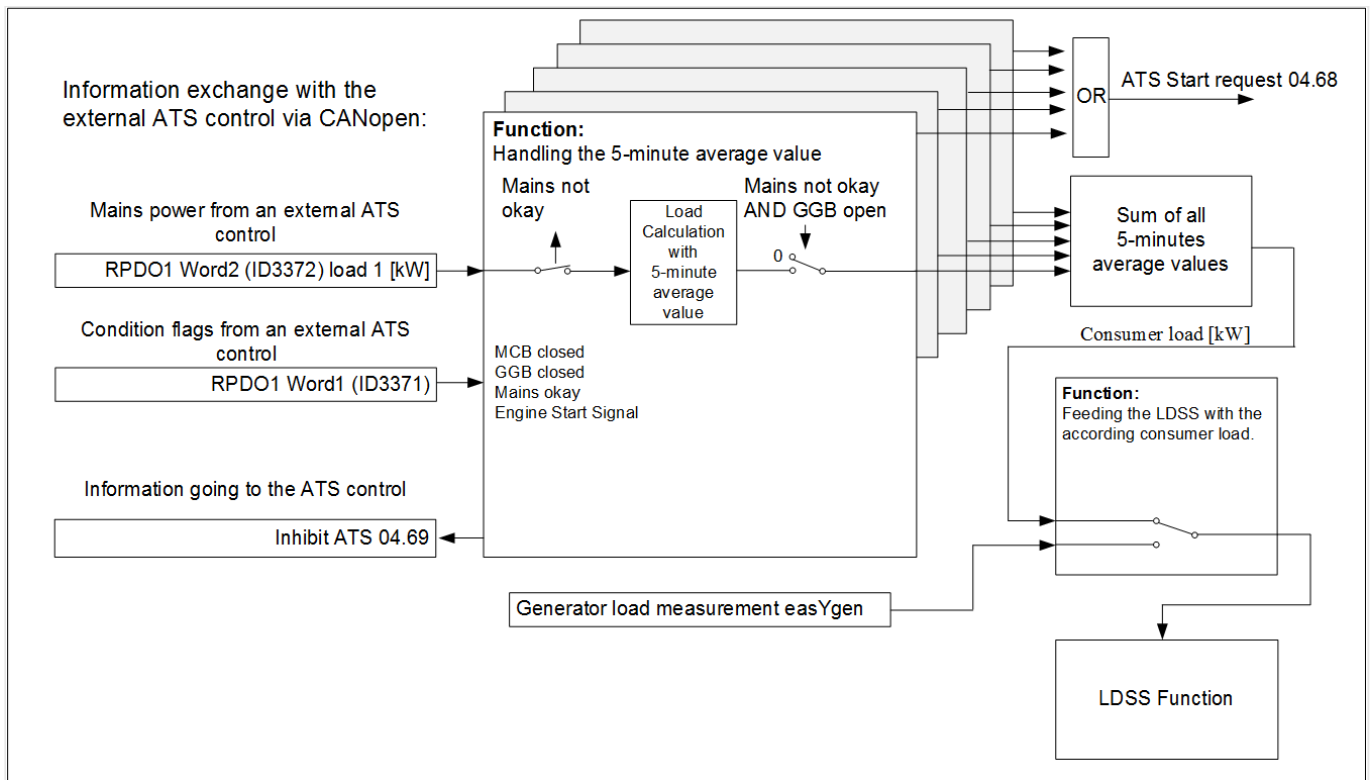 Information exchange with the
external ATS control via CANopen:
Mains power from an external ATS
control
RPDO1 Word2 (ID3372) load 1 [kW]
Condition flags from an external ATS
control
RPDO1 Word1 (ID3371)
Information going to the ATS control
Inhibit ATS 04.69
Function:
Handling the 5-minute average value
Mains not
okay
Load
Calculation
with
5-minute
average
value
Mains not okay
AND GGB open
0
MCB closed
GGB closed
Mains okay
Engine Start Signal
OR
ATS Start request 04.68
Sum of all
5-minutes
average values
Consumer load [kW]
Function:
Feeding the LDSS with the
according consumer load.
Generator load measurement easYgen
LDSS Function